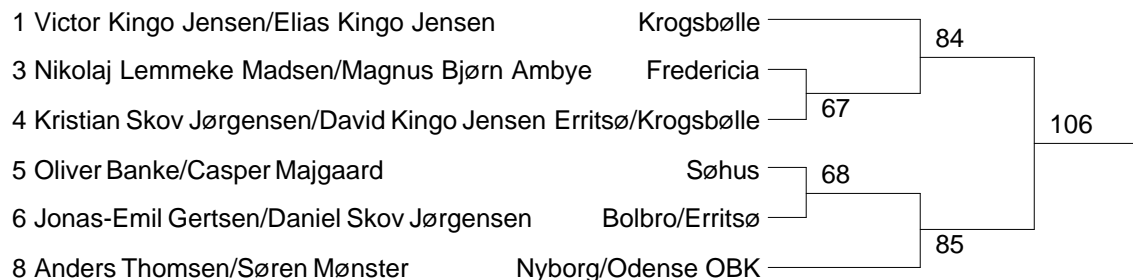 1 Victor Kingo Jensen/Elias Kingo Jensen Krogsbølle
84
3 Nikolaj Lemmeke Madsen/Magnus Bjørn Ambye Fredericia
67
4 Kristian Skov Jørgensen/David Kingo Jensen Erritsø/Krogsbølle
106
5 Oliver Banke/Casper Majgaard Søhus
68
6 Jonas-Emil Gertsen/Daniel Skov Jørgensen Bolbro/Erritsø
85
8 Anders Thomsen/Søren Mønster Nyborg/Odense OBK